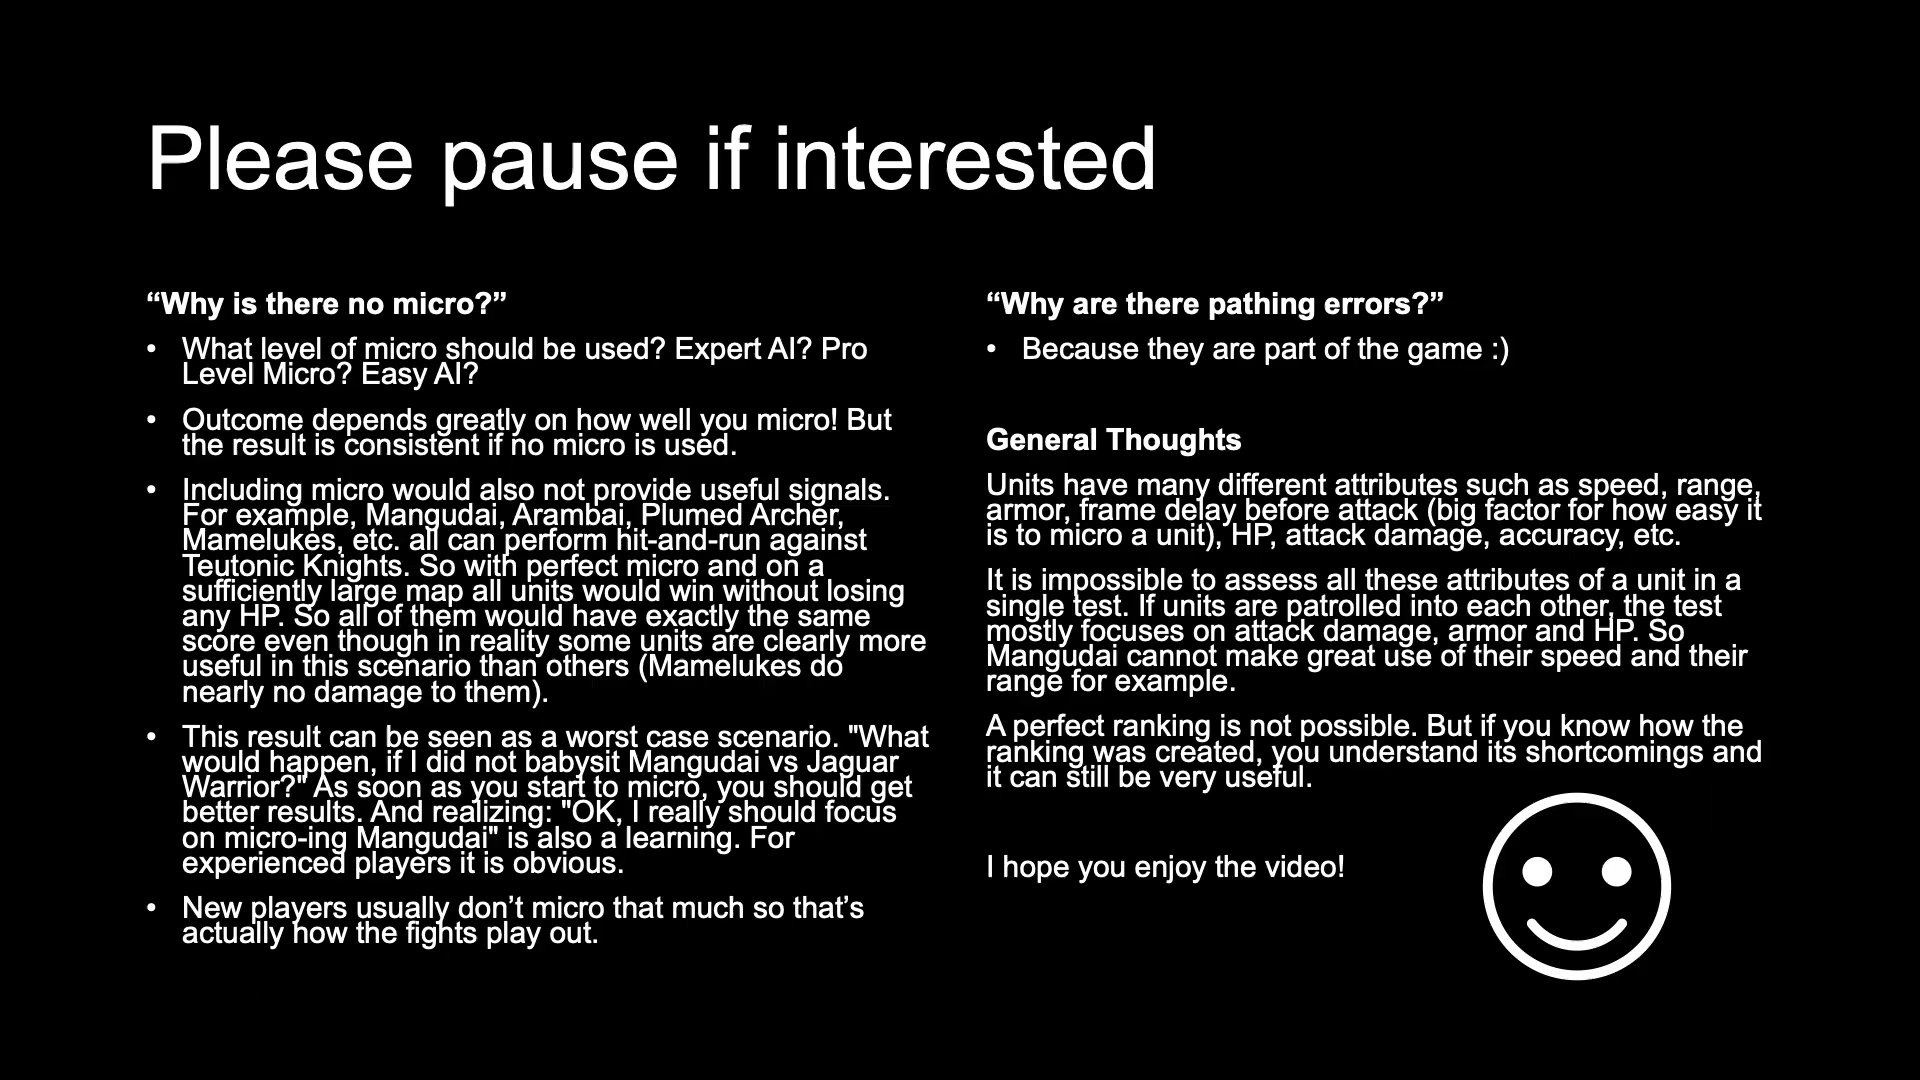 Please pause if interested
“Why is there no micro?”
• What level of micro should be used? Expert AI? Pro
Level Micro? Easy AI?
• Outcome depends greatly on how well you micro! But
the result is consistent if no micro is used.
• Including micro would also not provide useful signals.
For example, Mangudai, Arambai, Plumed Archer,
Mamelukes, etc. all can perform hit-and-run against
Teutonic Knights. So with perfect micro and on a
sufficiently large map all units would win without losing
any HP. So all of them would have exactly the same
score even though in reality some units are clearly more
useful in this scenario than others (Mamelukes do
nearly no damage to them).
• This result can be seen as a worst case scenario. "What
would happen, if I did not babysit Mangudai vs Jaguar
Warrior?" As soon as you start to micro, you should get
better results. And realizing: "OK, I really should focus
on micro-ing Mangudai" is also a learning. For
experienced players it is obvious.
• New players usually don’t micro that much so that’s
actually how the fights play out.
“Why are there pathing errors?”
• Because they are part of the game :)
General Thoughts
Units have many different attributes such as speed, range,
armor, frame delay before attack (big factor for how easy it
is to micro a unit), HP, attack damage, accuracy, etc.
It is impossible to assess all these attributes of a unit in a
single test. If units are patrolled into each other, the test
mostly focuses on attack damage, armor and HP. So
Mangudai cannot make great use of their speed and their
range for example.
A perfect ranking is not possible. But if you know how the
ranking was created, you understand its shortcomings and
it can still be very useful.
I hope you enjoy the video!